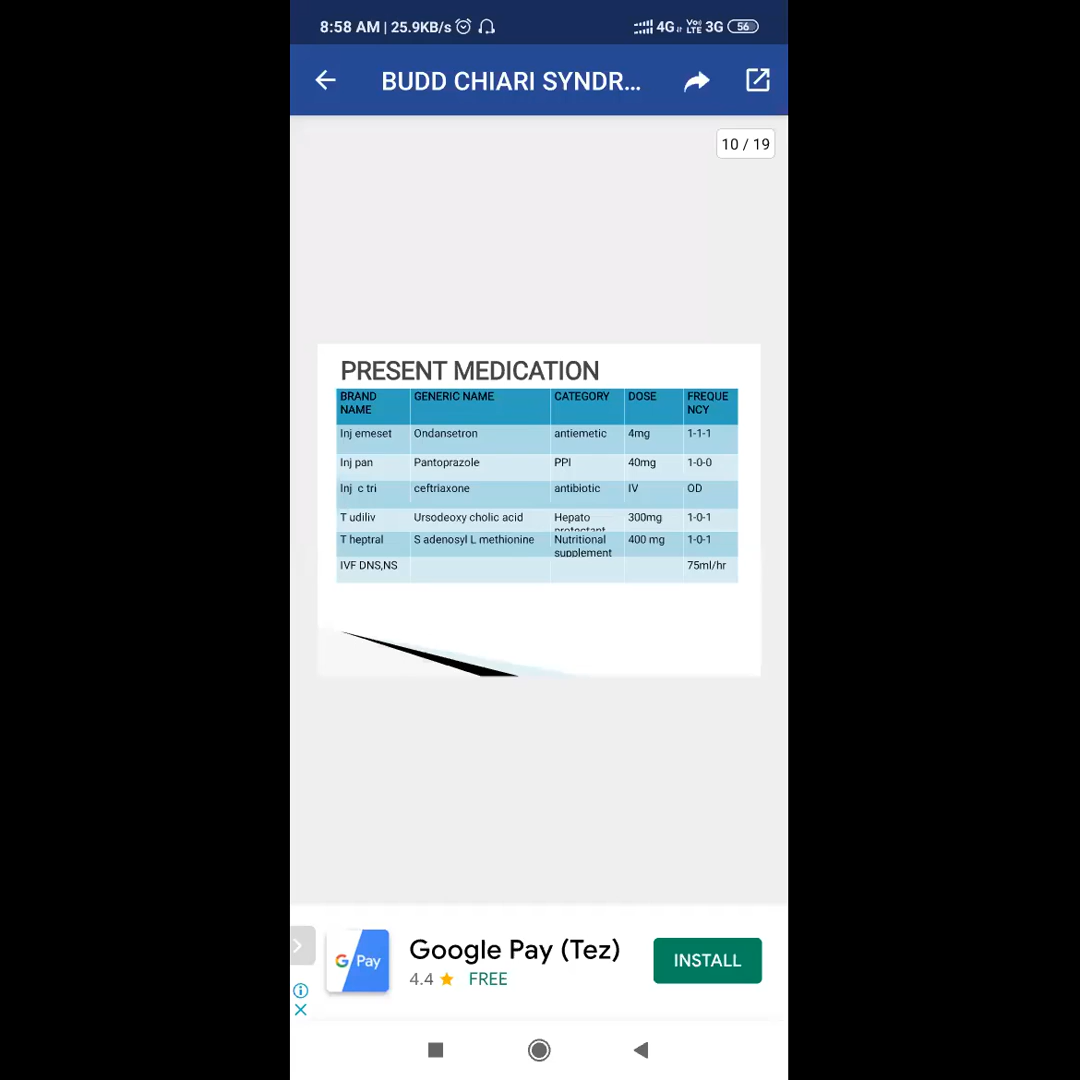 8:58 AM | 25.9KB/s 4G Vo LTE 3G 56
BUDD CHIARI SYNDR...
10 / 19
PRESENT MEDICATION
BRAND NAME GENERIC NAME CATEGORY DOSE FREQUE NCY
Inj emeset Ondansetron antiemetic 4mg 1-1-1
Inj pan Pantoprazole PPI 40mg 1-0-0
Inj c tri ceftriaxone antibiotic IV OD
T udiliv Ursodeoxy cholic acid Hepato protectant 300mg 1-0-1
T heptral S adenosyl L methionine Nutritional supplement 400 mg 1-0-1
IVF DNS,NS 75ml/hr
G Pay
Google Pay (Tez)
4.4 FREE
INSTALL